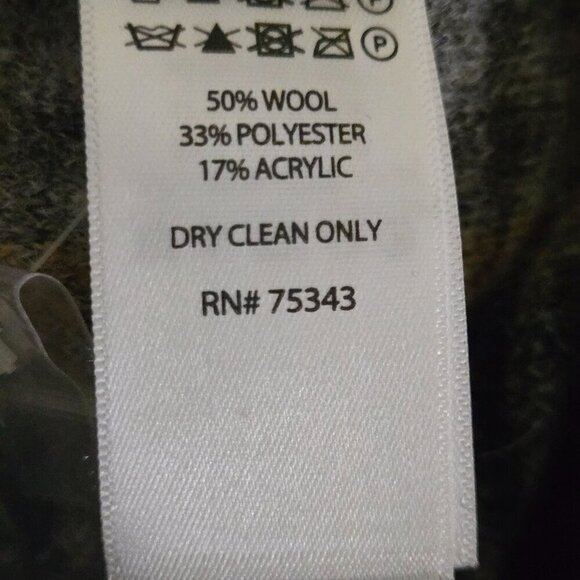 P
P
50% WOOL
33% POLYESTER
17% ACRYLIC
DRY CLEAN ONLY
RN# 75343